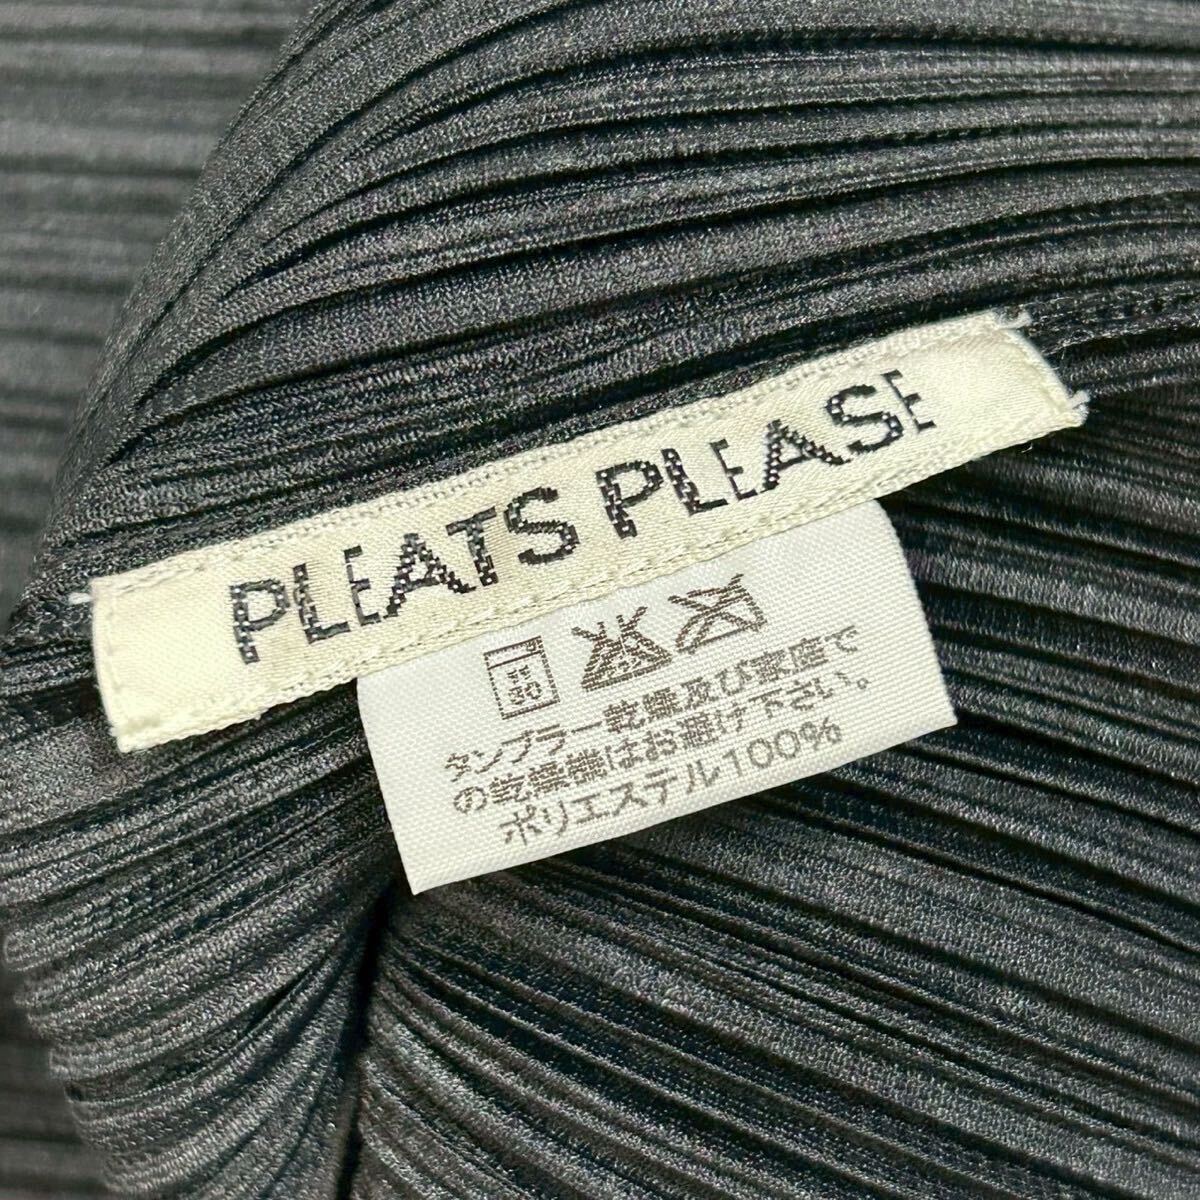 PLEATS PLEASE
タンブラー乾燥及び家庭で
の乾燥機はお避け下さい。
ポリエステル100%